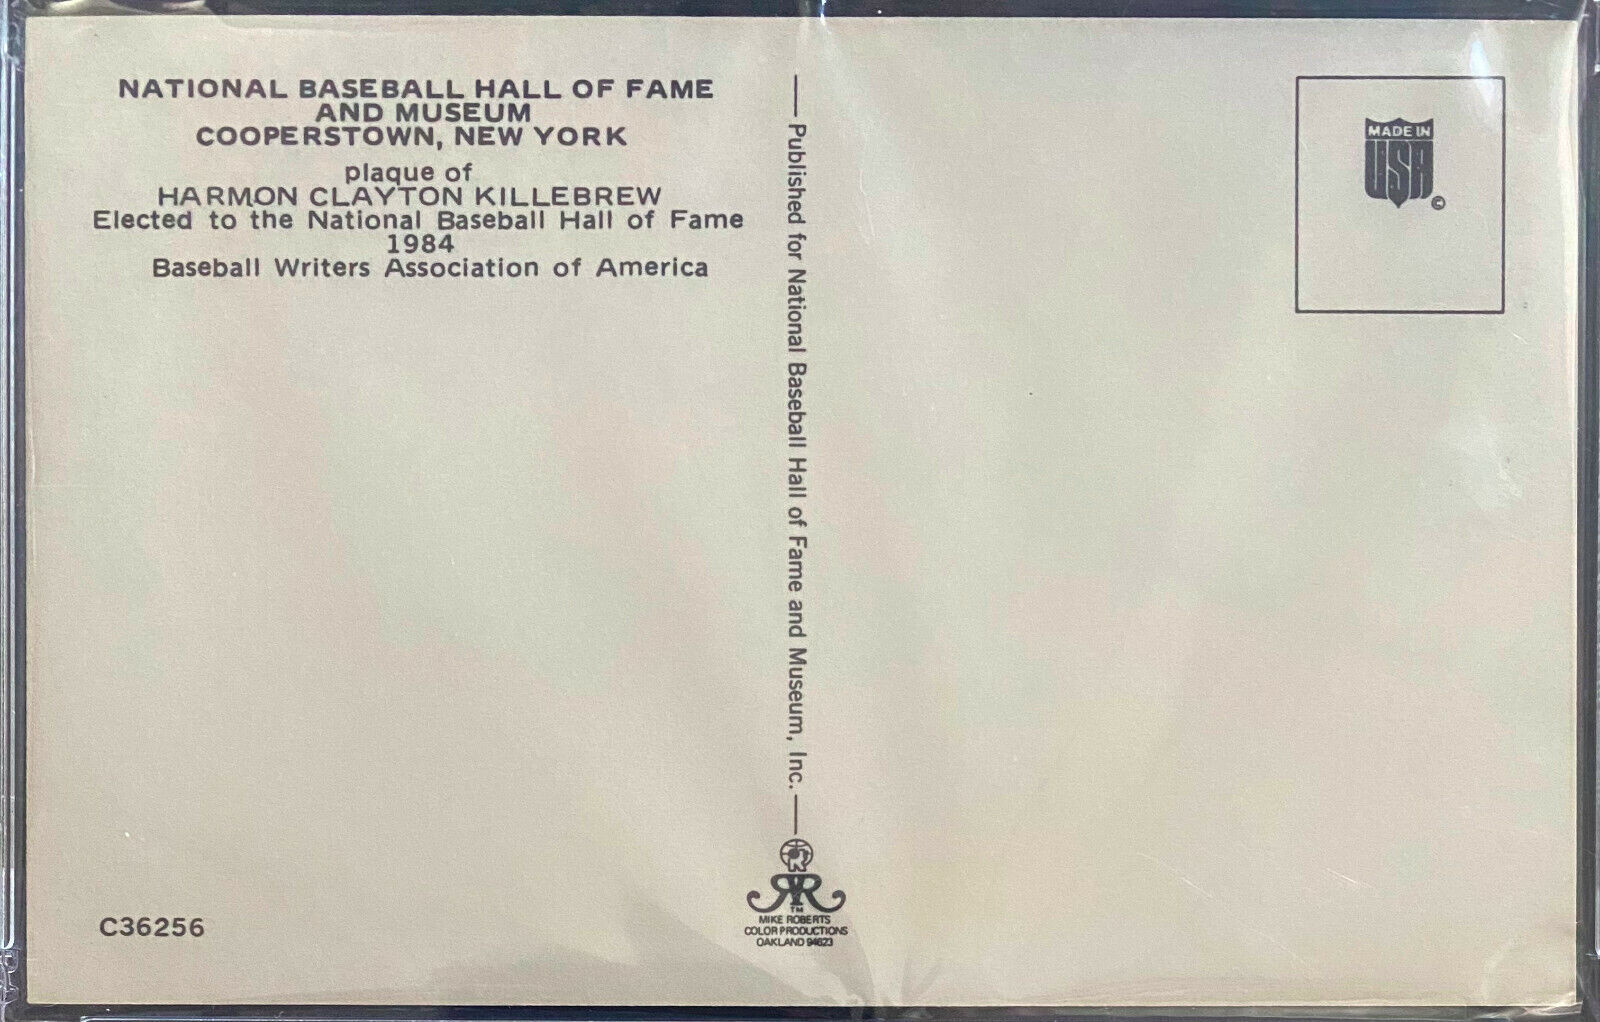 NATIONAL BASEBALL HALL OF FAME
AND MUSEUM
COOPERSTOWN, NEW YORK
plaque of
HARMON CLAYTON KILLEBREW
Elected to the National Baseball Hall of Fame
1984
Baseball Writers Association of America
C36256
Published for National Baseball Hall of Fame and Museum, Inc.
R
RR
TM
MIKE ROBERTS
COLOR PRODUCTIONS
OAKLAND 94623
MADE IN
USA
©